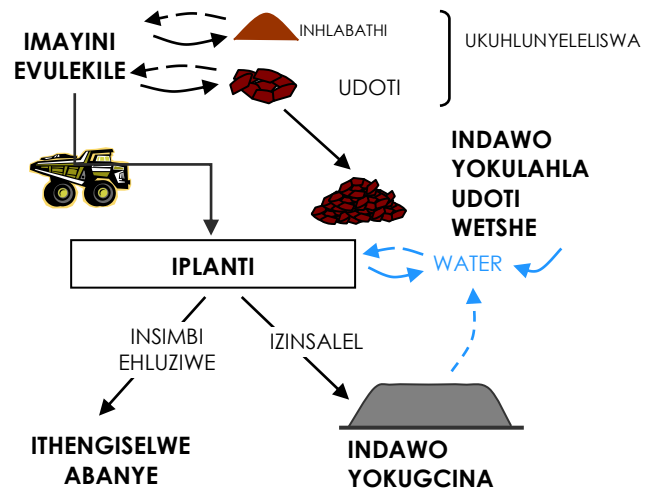 IMAYINI
EVULEKILE
INHLABATHI
UKUHLUNYELELISWA
UDOTI
INDAWO
YOKULAHLA
UDOTI
WETSHE
IPLANTI
WATER
INSIMBI
EHLUZIWE
IZINSALEL
ITHENGISELWE
ABANYE
INDAWO
YOKUGCINA